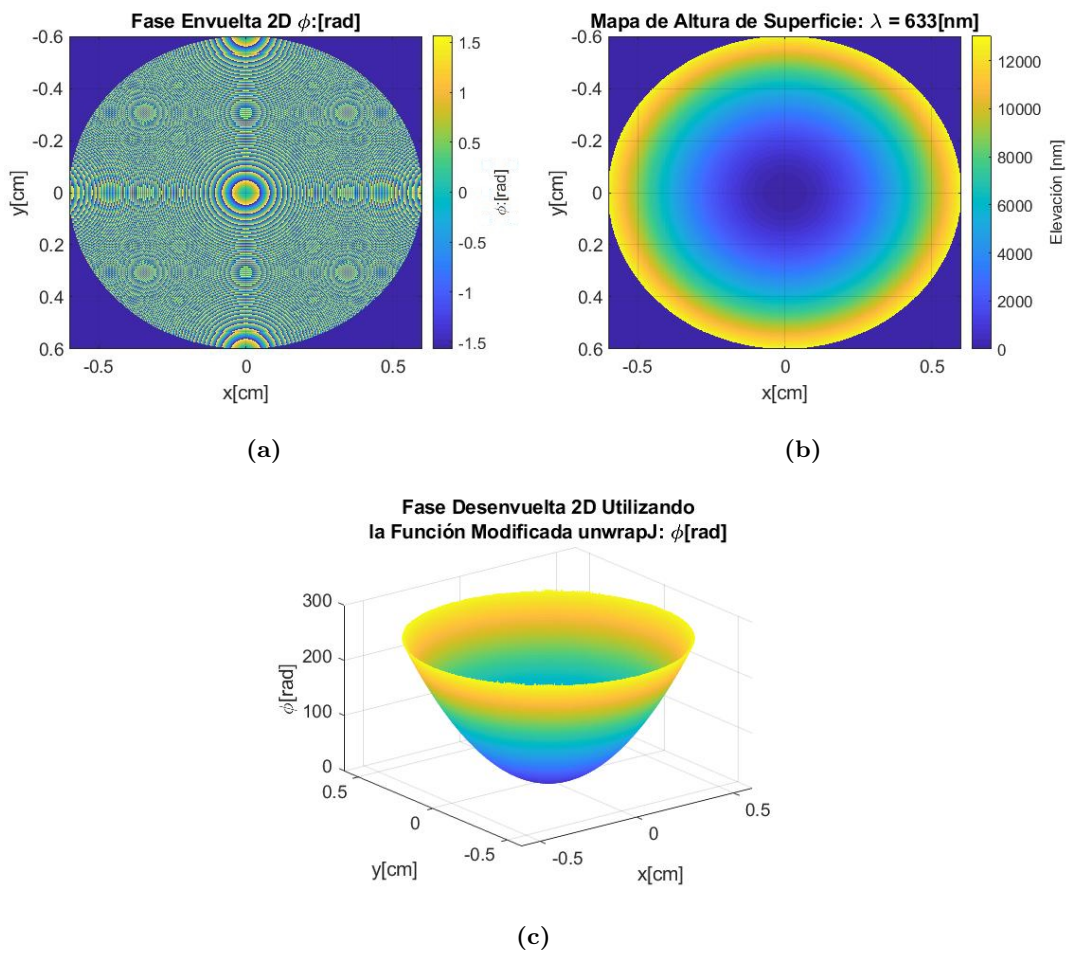 Fase Envuelta 2D ϕ:[rad]
-0.6
-0.4
-0.2
0
0.2
0.4
0.6
y[cm]
-0.5
0
0.5
x[cm]
1.5
1
0.5
0
-0.5
-1
-1.5
ϕ:[rad]
(a)
Mapa de Altura de Superficie: λ = 633[nm]
-0.6
-0.4
-0.2
0
0.2
0.4
0.6
y[cm]
-0.5
0
0.5
x[cm]
12000
10000
8000
6000
4000
2000
0
Elevación [nm]
(b)
Fase Desenvuelta 2D Utilizando
la Función Modificada unwrapJ: ϕ[rad]
300
200
100
0
ϕ[rad]
0.5
0
-0.5
y[cm]
-0.5
0
0.5
x[cm]
(c)